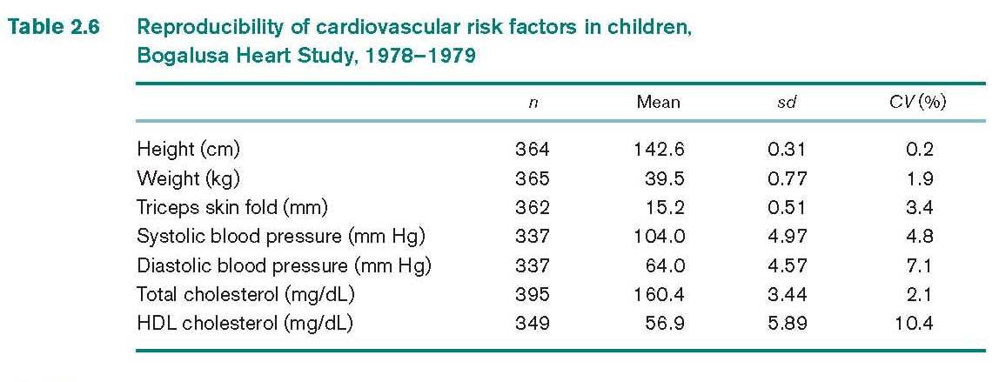 Table 2.6 Reproducibility of cardiovascular risk factors in children,
Bogalusa Heart Study, 1978–1979
n Mean sd CV (%)
Height (cm) 364 142.6 0.31 0.2
Weight (kg) 365 39.5 0.77 1.9
Triceps skin fold (mm) 362 15.2 0.51 3.4
Systolic blood pressure (mm Hg) 337 104.0 4.97 4.8
Diastolic blood pressure (mm Hg) 337 64.0 4.57 7.1
Total cholesterol (mg/dL) 395 160.4 3.44 2.1
HDL cholesterol (mg/dL) 349 56.9 5.89 10.4